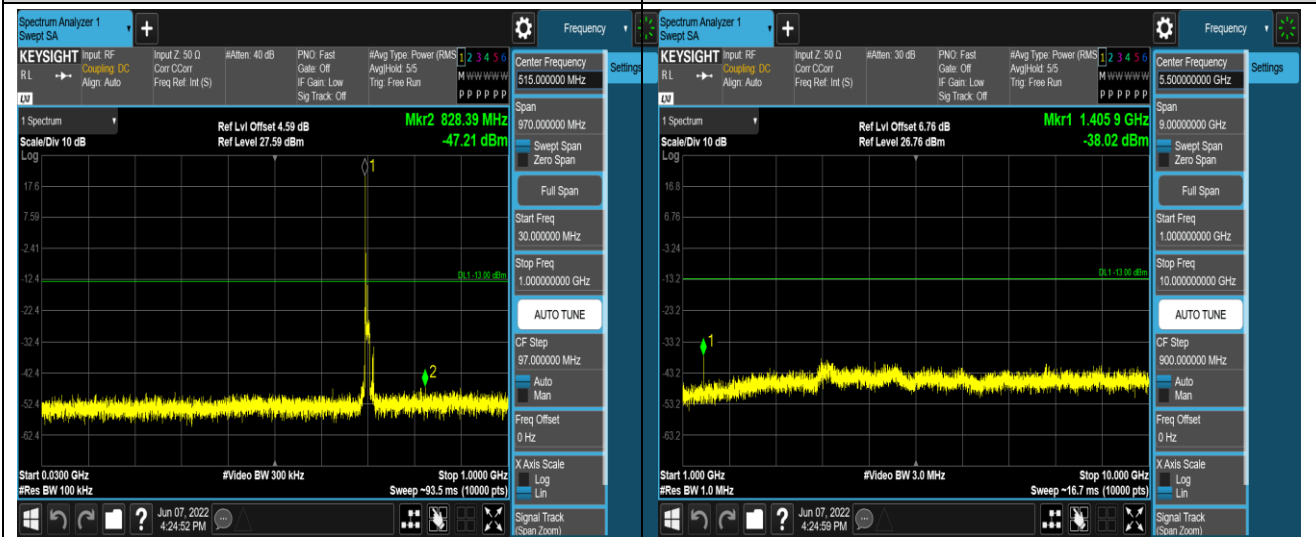 Spectrum Analyzer 1
Swept SA
+
Frequency
KEYSIGHT
RL
LXI
Input: RF
Coupling: DC
Align: Auto
Input Z: 50 Ω
Corr CCorr
Freq Ref: Int (S)
#Atten: 40 dB
PNO: Fast
Gate: Off
IF Gain: Low
Sig Track: Off
#Avg Type: Power (RMS
Avg|Hold: 5/5
Trig: Free Run
1 2 3 4 5 6
M W W W W W
P P P P P P
1 Spectrum
Scale/Div 10 dB
Log
Ref Lvl Offset 4.59 dB
Ref Level 27.59 dBm
Mkr2 828.39 MHz
-47.21 dBm
17.6
7.59
-2.41
-12.4
-22.4
-32.4
-42.4
-52.4
-62.4
1
DL1 -13.00 dBm
2
Start 0.0300 GHz
#Res BW 100 kHz
#Video BW 300 kHz
Stop 1.0000 GHz
Sweep ~93.5 ms (10000 pts)
Center Frequency
515.000000 MHz
Settings
Span
970.000000 MHz
Swept Span
Zero Span
Full Span
Start Freq
30.000000 MHz
Stop Freq
1.000000000 GHz
AUTO TUNE
CF Step
97.000000 MHz
Auto
Man
Freq Offset
0 Hz
X Axis Scale
Log
Lin
Signal Track
(Span Zoom)
?
Jun 07, 2022
4:24:52 PM
Spectrum Analyzer 1
Swept SA
+
Frequency
KEYSIGHT
RL
LXI
Input: RF
Coupling: DC
Align: Auto
Input Z: 50 Ω
Corr CCorr
Freq Ref: Int (S)
#Atten: 30 dB
PNO: Fast
Gate: Off
IF Gain: Low
Sig Track: Off
#Avg Type: Power (RMS
Avg|Hold: 5/5
Trig: Free Run
1 2 3 4 5 6
M W W W W W
P P P P P P
1 Spectrum
Scale/Div 10 dB
Log
Ref Lvl Offset 6.76 dB
Ref Level 26.76 dBm
Mkr1 1.405 9 GHz
-38.02 dBm
16.8
6.76
-3.24
-13.2
-23.2
-33.2
-43.2
-53.2
-63.2
DL1 -13.00 dBm
1
Start 1.000 GHz
#Res BW 1.0 MHz
#Video BW 3.0 MHz
Stop 10.000 GHz
Sweep ~16.7 ms (10000 pts)
Center Frequency
5.500000000 GHz
Settings
Span
9.00000000 GHz
Swept Span
Zero Span
Full Span
Start Freq
1.000000000 GHz
Stop Freq
10.000000000 GHz
AUTO TUNE
CF Step
900.000000 MHz
Auto
Man
Freq Offset
0 Hz
X Axis Scale
Log
Lin
Signal Track
(Span Zoom)
?
Jun 07, 2022
4:24:59 PM